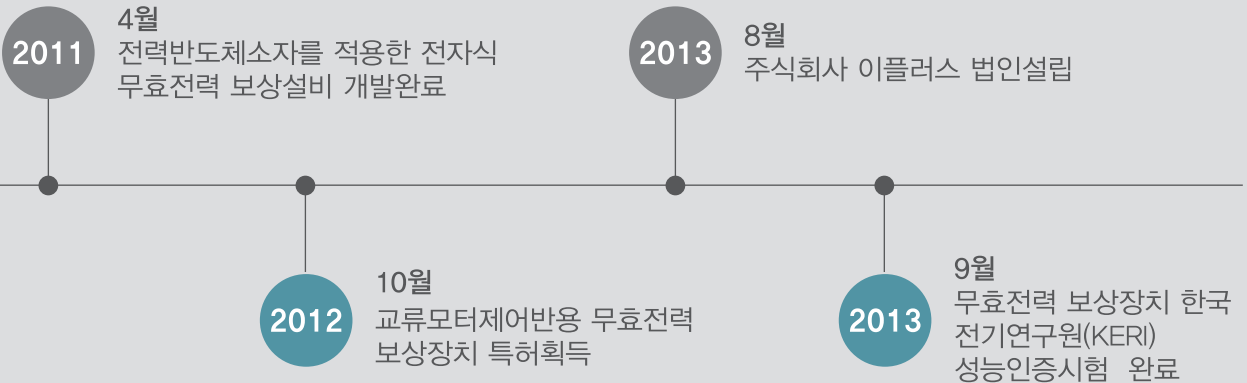 2011
4월
전력반도체소자를 적용한 전자식
무효전력 보상설비 개발완료
2012
10월
교류모터제어반용 무효전력
보상장치 특허획득
2013
8월
주식회사 이플러스 법인설립
2013
9월
무효전력 보상장치 한국
전기연구원(KERI)
성능인증시험 완료